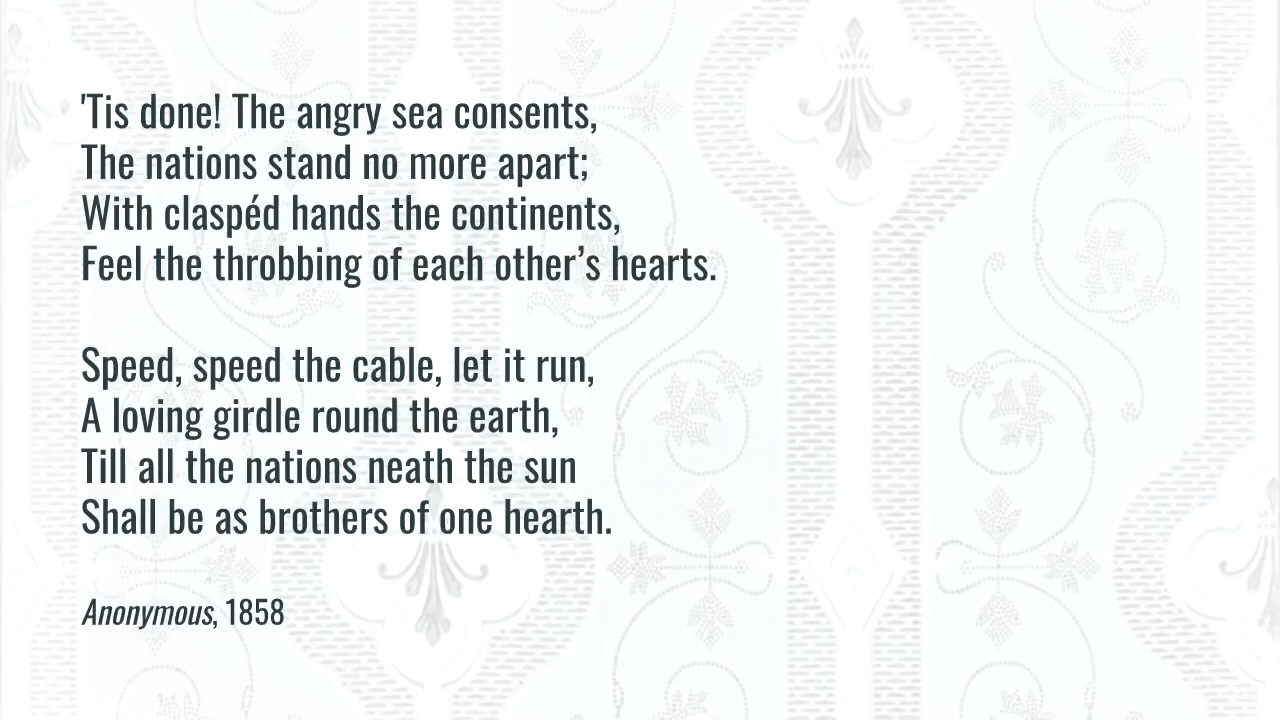 'Tis done! The angry sea consents,
The nations stand no more apart;
With claspéd hands the continents,
Feel the throbbing of each other’s hearts.
Speed, speed the cable, let it run,
A loving girdle round the earth,
Till all the nations neath the sun
Shall be as brothers of one hearth.
Anonymous, 1858